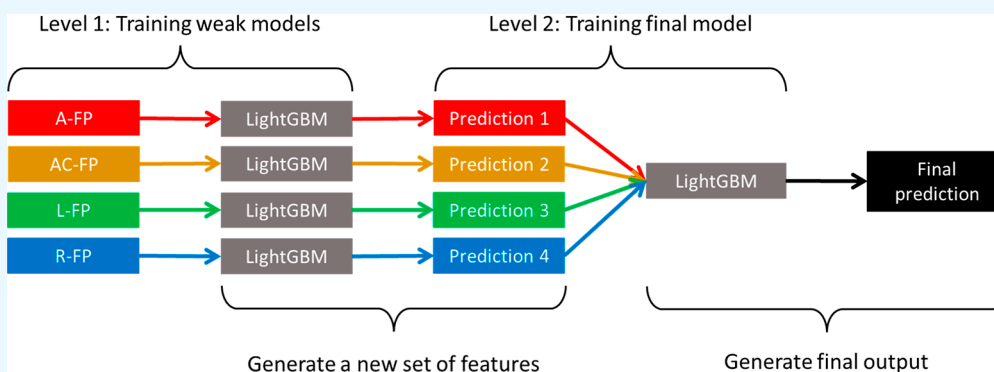 Level 1: Training weak models
Level 2: Training final model
A-FP
LightGBM
Prediction 1
AC-FP
LightGBM
Prediction 2
L-FP
LightGBM
Prediction 3
R-FP
LightGBM
Prediction 4
LightGBM
Final
prediction
Generate a new set of features
Generate final output